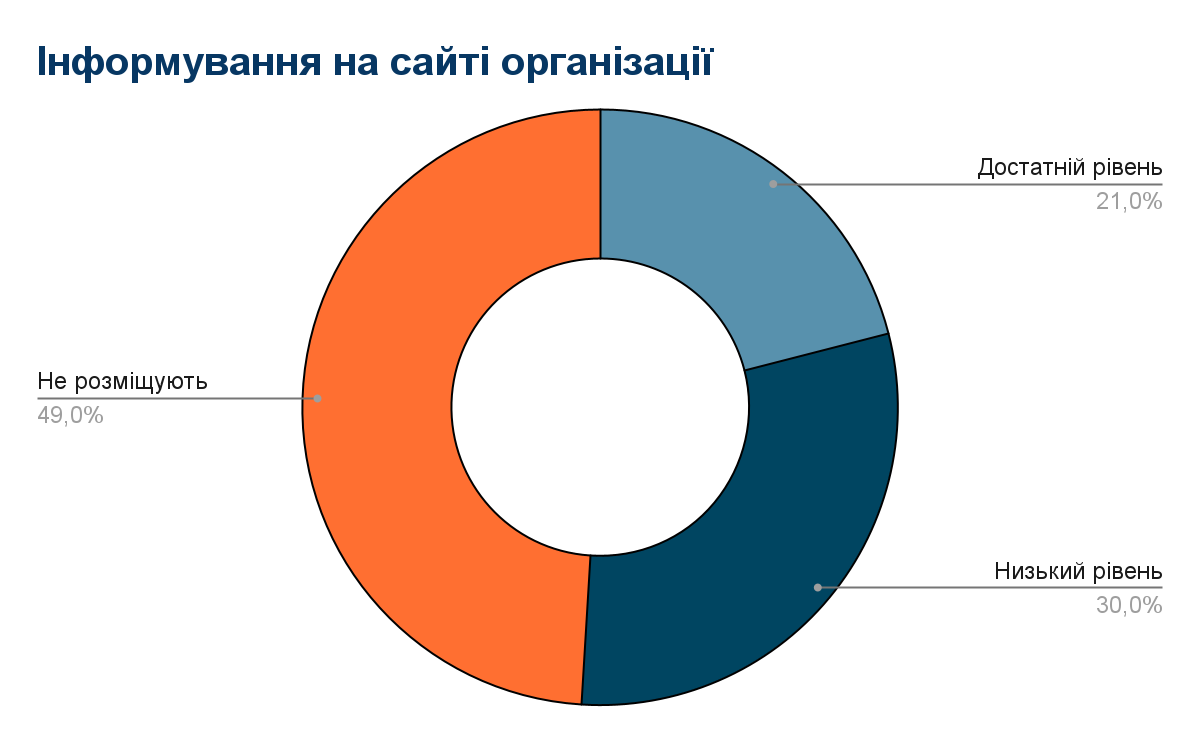 Інформування на сайті організації
Достатній рівень
21,0%
Не розміщують
49,0%
Низький рівень
30,0%